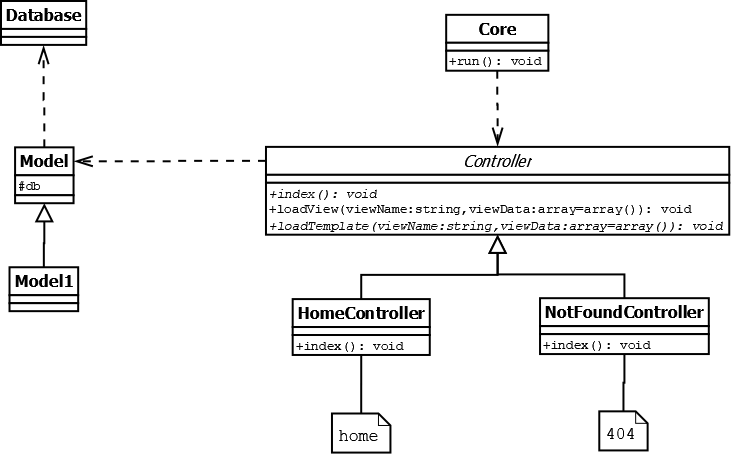 Database
Core
+run(): void
Model
#db
Controller
+index(): void
+loadView(viewName:string,viewData:array=array()): void
+loadTemplate(viewName:string,viewData:array=array()): void
Model1
HomeController
+index(): void
NotFoundController
+index(): void
home
404